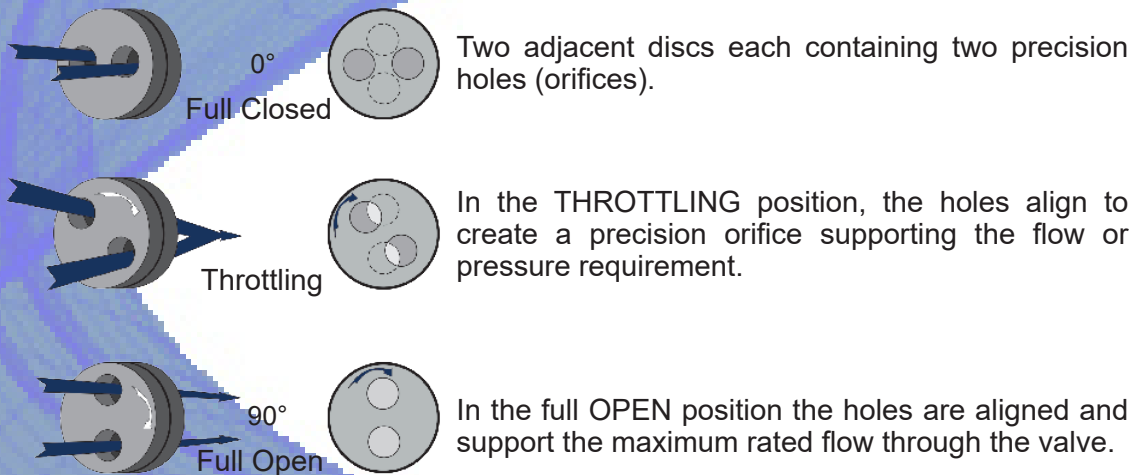 0°
Full Closed
Two adjacent discs each containing two precision
holes (orifices).
Throttling
In the THROTTLING position, the holes align to
create a precision orifice supporting the flow or
pressure requirement.
90°
Full Open
In the full OPEN position the holes are aligned and
support the maximum rated flow through the valve.